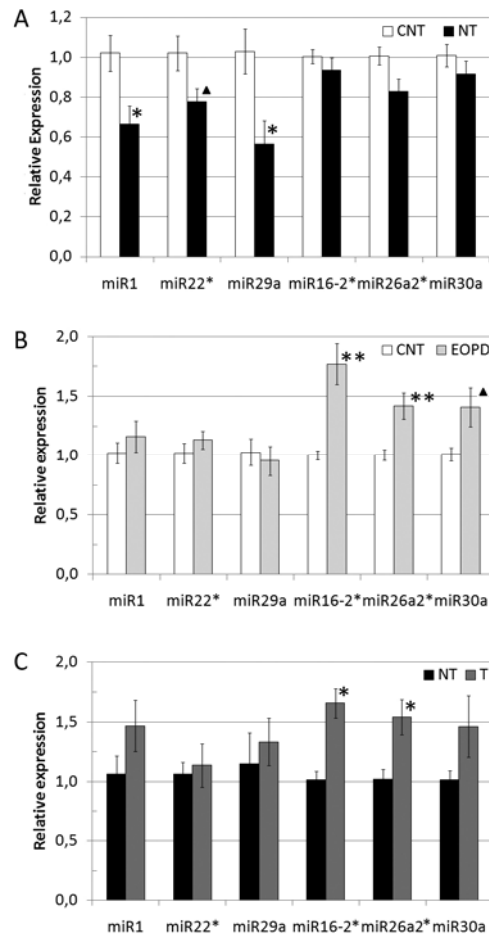 A
CNT NT
1,2
1,0
0,8
0,6
0,4
0,2
0,0
Relative Expression
* ▲ *
miR1 miR22* miR29a miR16-2* miR26a2* miR30a
B
CNT EOPD
2,0
1,5
1,0
0,5
0,0
Relative expression
** ** ▲
miR1 miR22* miR29a miR16-2* miR26a2* miR30a
C
NT T
2,0
1,5
1,0
0,5
0,0
Relative expression
* *
miR1 miR22* miR29a miR16-2* miR26a2* miR30a